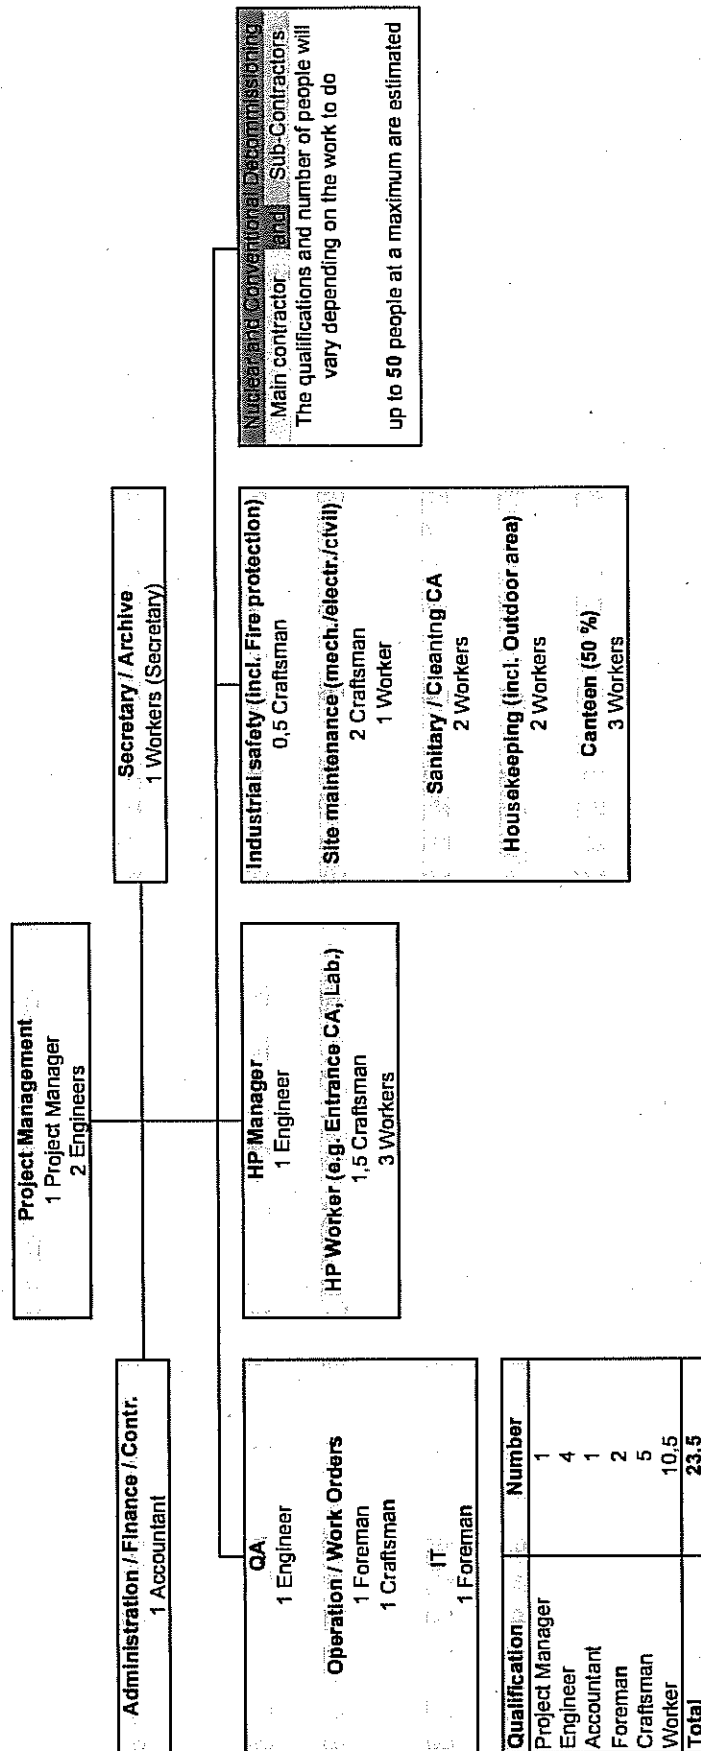 Project Management
1 Project Manager
2 Engineers
Administration / Finance / Contr.
1 Accountant
Secretary / Archive
1 Workers (Secretary)
QA
1 Engineer
Operation / Work Orders
1 Foreman
1 Craftsman
IT
1 Foreman
HP Manager
1 Engineer
HP Worker (e.g. Entrance CA, Lab.)
1,5 Craftsman
3 Workers
Industrial safety (incl. Fire protection)
0,5 Craftsman
Site maintenance (mech./electr./civil)
2 Craftsman
1 Worker
Sanitary / Cleaning CA
2 Workers
Housekeeping (incl. Outdoor area)
2 Workers
Canteen (50 %)
3 Workers
Nuclear and Conventional Decommissioning
Main contractor and Sub-Contractors
The qualifications and number of people will
vary depending on the work to do
up to 50 people at a maximum are estimated
Qualification Number
Project Manager 1
Engineer 4
Accountant 1
Foreman 2
Craftsman 5
Worker 10,5
Total 23,5